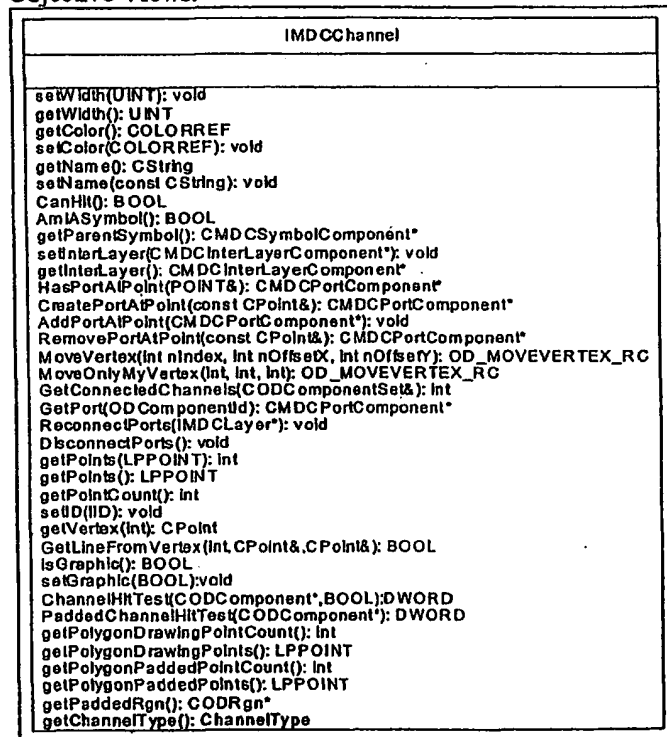 Objective Views.
IMDCChannel
setWidth(UINT): void
getWidth(): UINT
getColor(): COLORREF
setColor(COLORREF): void
getName(): CString
setName(const CString): void
CanHit(): BOOL
AmIASymbol(): BOOL
getParentSymbol(): CMDCSymbolComponent*
setInterLayer(CMDCInterLayerComponent*): void
getInterLayer(): CMDCInterLayerComponent*
HasPortAtPoint(POINT&): CMDCPortComponent*
CreatePortAtPoint(const CPoint&): CMDCPortComponent*
AddPortAtPoint(CMDCPortComponent*): void
RemovePortAtPoint(const CPoint&): CMDCPortComponent*
MoveVertex(int nIndex, int nOffsetX, int nOffsetY): OD_MOVEVERTEX_RC
MoveOnlyMyVertex(int, int, int): OD_MOVEVERTEX_RC
GetConnectedChannels(CODComponentSet&): int
GetPort(ODComponentId): CMDCPortComponent*
ReconnectPorts(IMDCLayer*): void
DisconnectPorts(): void
getPoints(LPPOINT): int
getPoints(): LPPOINT
getPointCount(): int
setID(IID): void
getVertex(int): CPoint
GetLineFromVertex(int,CPoint&,CPoint&): BOOL
isGraphic(): BOOL
setGraphic(BOOL):void
ChannelHitTest(CODComponent*,BOOL):DWORD
PaddedChannelHitTest(CODComponent*): DWORD
getPolygonDrawingPointCount(): int
getPolygonDrawingPoints(): LPPOINT
getPolygonPaddedPointCount(): int
getPolygonPaddedPoints(): LPPOINT
getPaddedRgn(): CODRgn*
getChannelType(): ChannelType